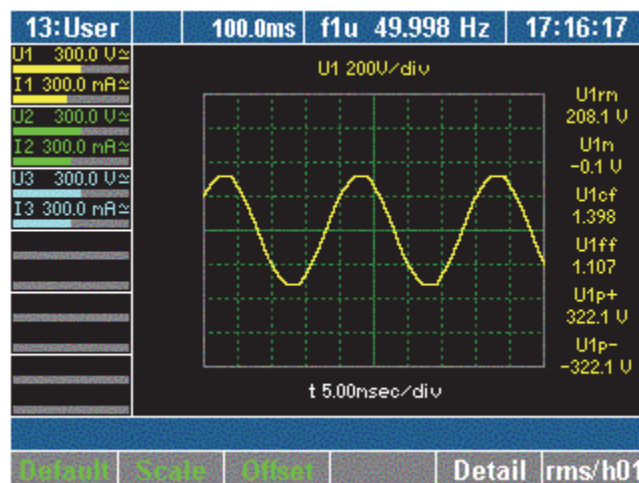 13:User 100.0ms f1u 49.998 Hz 17:16:17
U1 300.0 V≃
I1 300.0 mA≃
U2 300.0 V≃
I2 300.0 mA≃
U3 300.0 V≃
I3 300.0 mA≃
U1 200V/div
U1rm
208.1 V
U1m
-0.1 V
U1cf
1.398
U1ff
1.107
U1p+
322.1 V
U1p-
-322.1 V
t 5.00msec/div
Default Scale Offset Detail rms/h01